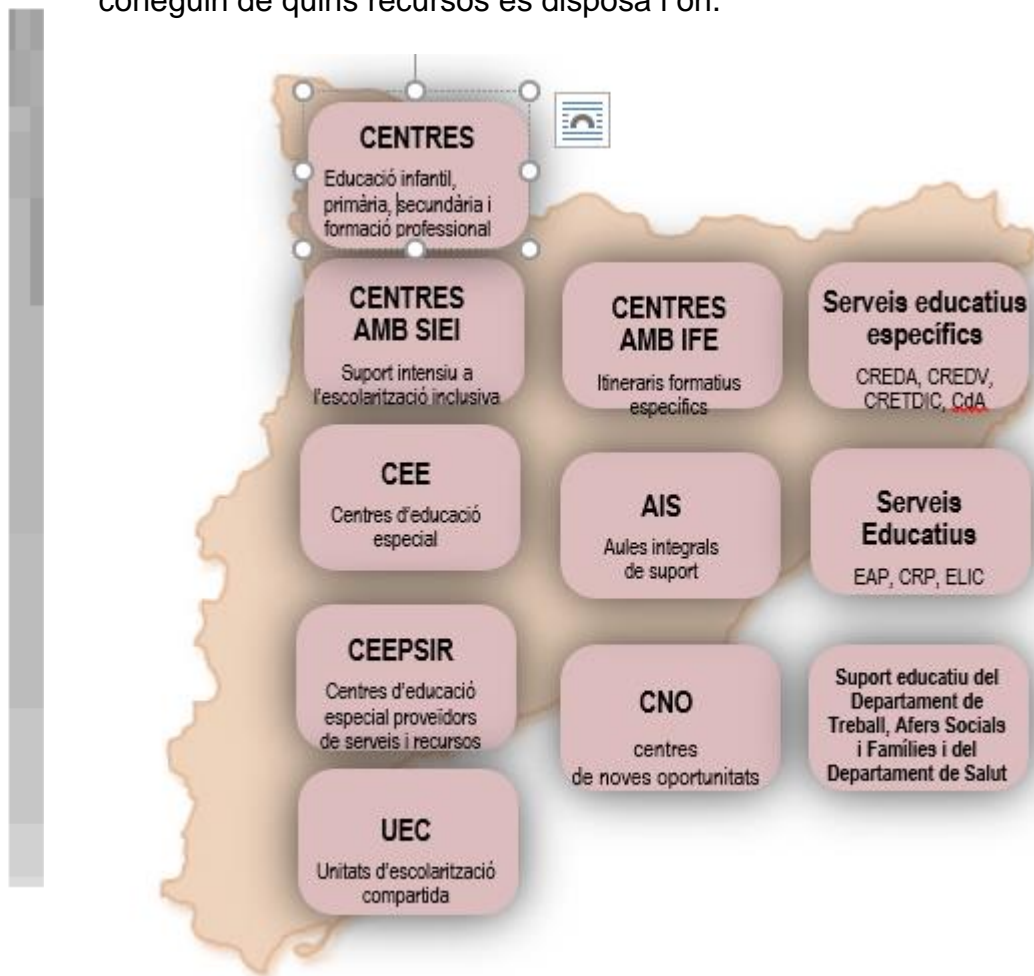 coneguin de quins recursos es disposa i on.
CENTRES
Educació infantil,
primària, secundària i
formació professional
CENTRES
AMB SIEI
Suport intensiu a
l'escolarització inclusiva
CENTRES
AMB IFE
Itineraris formatius
específics
Serveis educatius
específics
CREDA, CREDV,
CRETDIC, CdA
CEE
Centres d'educació
especial
AIS
Aules integrals
de suport
Serveis
Educatius
EAP, CRP, ELIC
CEEPSIR
Centres d'educació
especial proveïdors
de serveis i recursos
CNO
centres
de noves oportunitats
Suport educatiu del
Departament de
Treball, Afers Socials
i Famílies i del
Departament de Salut
UEC
Unitats d'escolarització
compartida